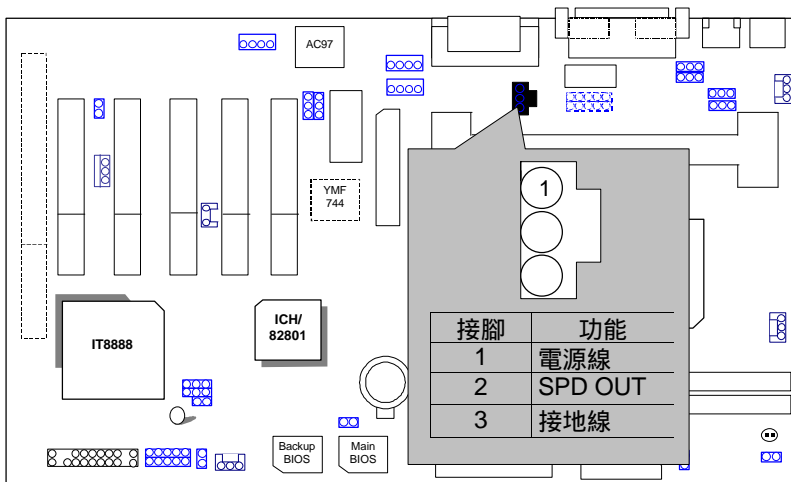 AC97
YMF
744
1
接腳 功能
1 電源線
2 SPD OUT
3 接地線
IT8888
ICH/
82801
Backup
BIOS
Main
BIOS